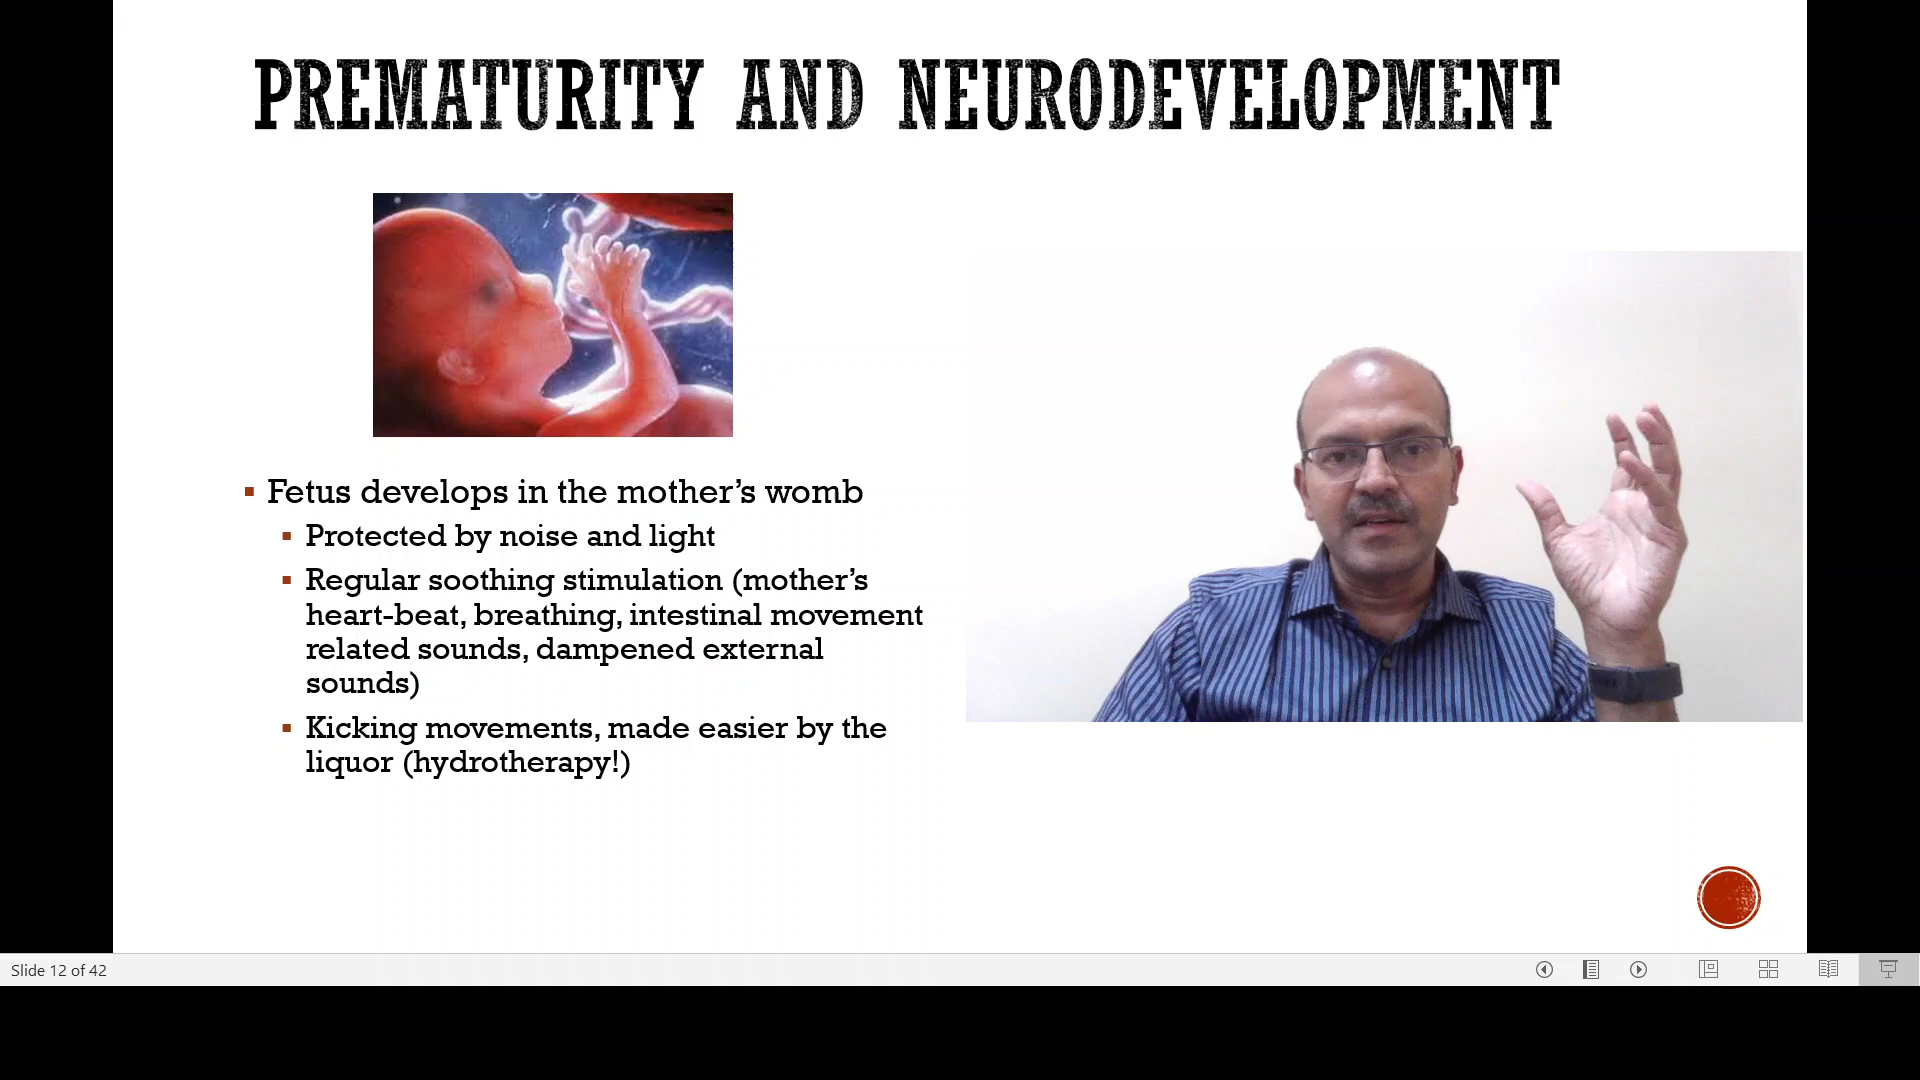 PREMATURITY AND NEURODEVELOPMENT
▪ Fetus develops in the mother’s womb
▪ Protected by noise and light
▪ Regular soothing stimulation (mother’s
heart-beat, breathing, intestinal movement
related sounds, dampened external
sounds)
▪ Kicking movements, made easier by the
liquor (hydrotherapy!)
Slide 12 of 42